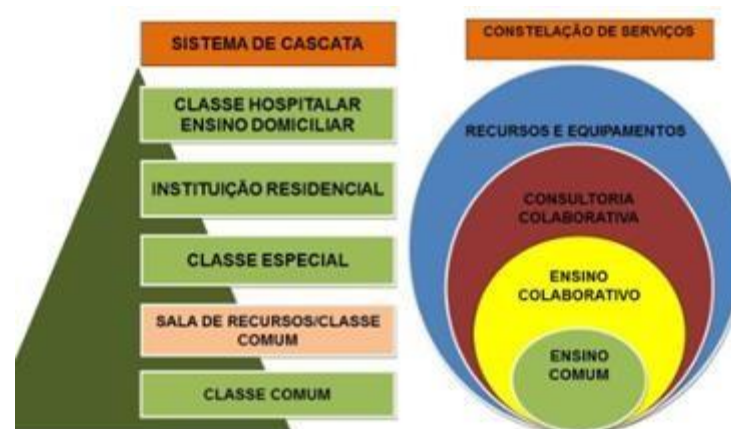 SISTEMA DE CASCATA
CLASSE HOSPITALAR
ENSINO DOMICILIAR
INSTITUIÇÃO RESIDENCIAL
CLASSE ESPECIAL
SALA DE RECURSOS/CLASSE
COMUM
CLASSE COMUM
CONSTELAÇÃO DE SERVIÇOS
RECURSOS E EQUIPAMENTOS
CONSULTORIA
COLABORATIVA
ENSINO
COLABORATIVO
ENSINO
COMUM